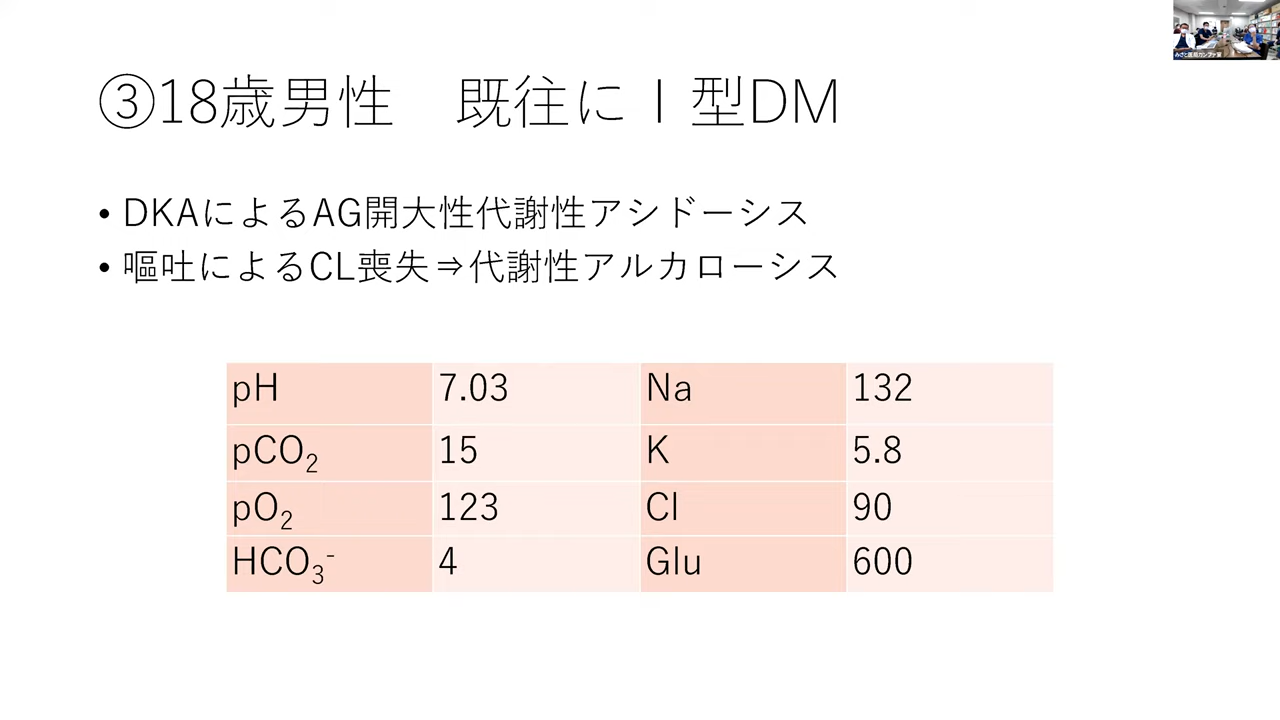 ③18歳男性　既往にⅠ型DM
• DKAによるAG開大性代謝性アシドーシス
• 嘔吐によるCL喪失⇒代謝性アルカローシス
pH 7.03 Na 132
pCO₂ 15 K 5.8
pO₂ 123 Cl 90
HCO₃⁻ 4 Glu 600